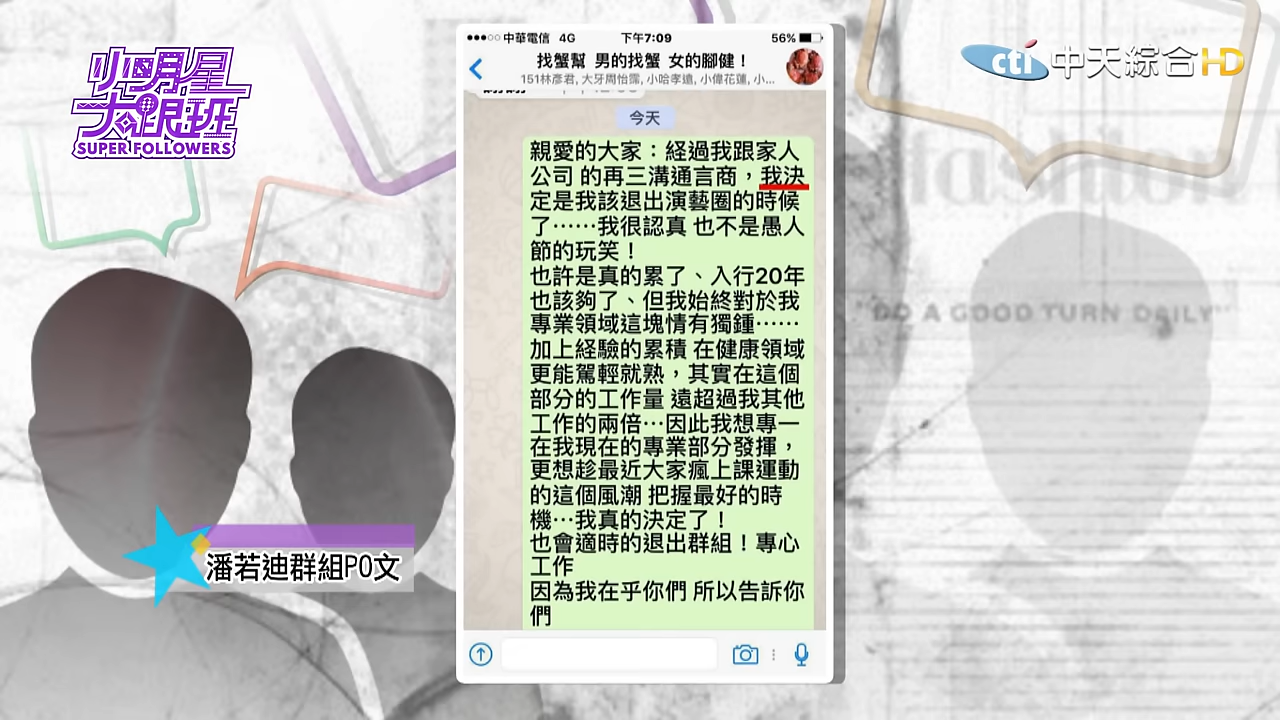 小明星
大跟班
SUPER FOLLOWERS
cti 中天綜合HD
中華電信 4G 下午7:09 56%
找蟹幫 男的找蟹 女的腳健！
151林彥君, 大牙周怡霈, 小哈孝遠, 小偉花蓮, 小...
今天
親愛的大家：經過我跟家人
公司 的再三溝通言商，我決
定是我該退出演藝圈的時候
了⋯⋯我很認真 也不是愚人
節的玩笑！
也許是真的累了、入行20年
也該夠了、但我始終對於我
專業領域這塊情有獨鍾⋯⋯
加上經驗的累積 在健康領域
更能駕輕就熟，其實在這個
部分的工作量 遠超過我其他
工作的兩倍⋯因此我想專一
在我現在的專業部分發揮，
更想趁最近大家瘋上課運動
的這個風潮 把握最好的時
機⋯我真的決定了！
也會適時的退出群組！專心
工作
因為我在乎你們 所以告訴你
們
"DO A GOOD TURN DAILY"
潘若迪群組PO文